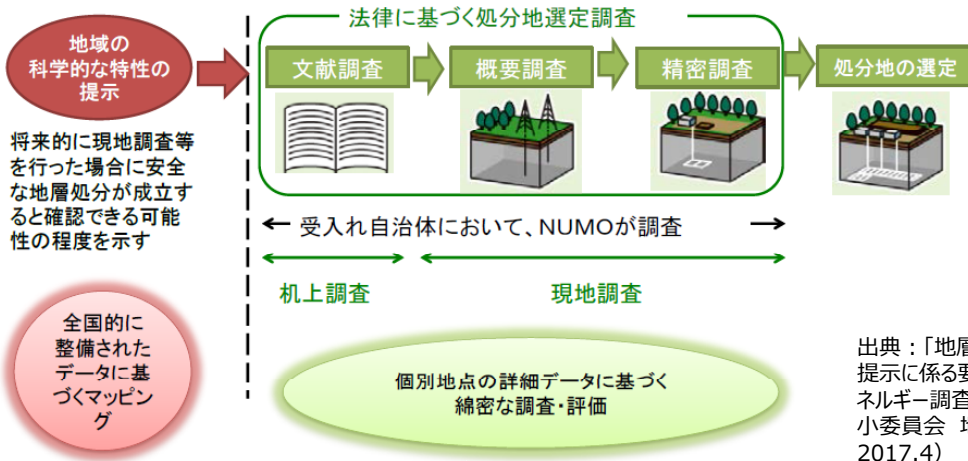 地域の
科学的な特性の
提示
将来的に現地調査等
を行った場合に安全
な地層処分が成立す
ると確認できる可能
性の程度を示す
全国的に
整備された
データに基
づくマッピン
グ
法律に基づく処分地選定調査
文献調査
概要調査
精密調査
処分地の選定
受入れ自治体において、NUMOが調査
机上調査
現地調査
個別地点の詳細データに基づく
綿密な調査・評価
出典：「地層
提示に係る要
ネルギー調査
小委員会 地
2017.4）